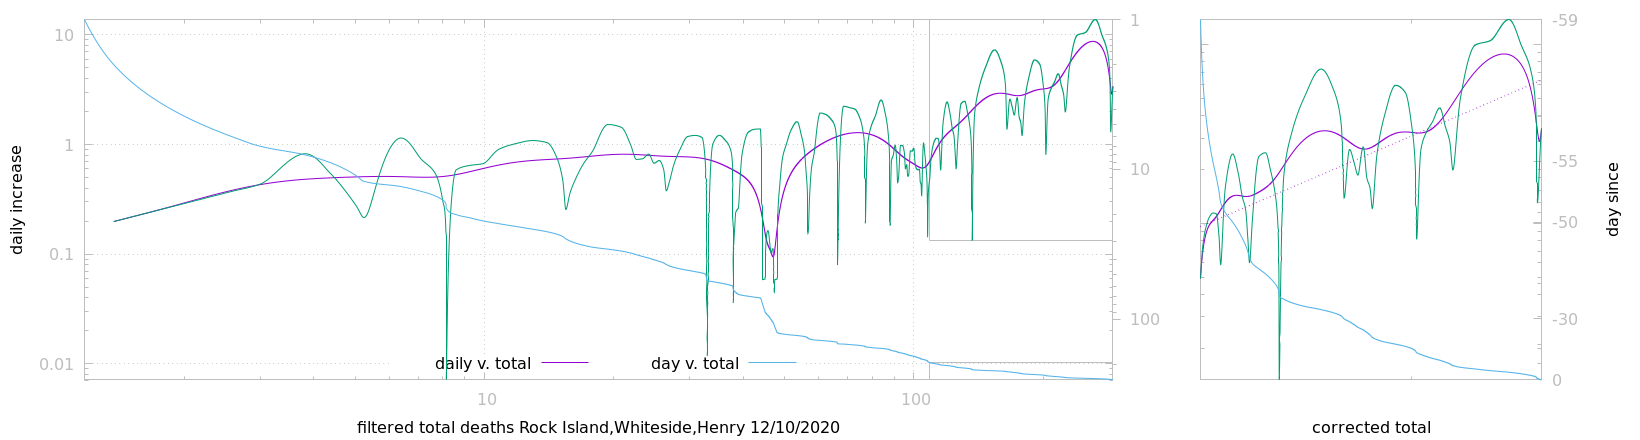 10
1
0.1
0.01
daily increase
daily v. total
day v. total
10
100
filtered total deaths Rock Island,Whiteside,Henry 12/10/2020
1
10
100
-59
-55
-50
-30
0
day since
corrected total